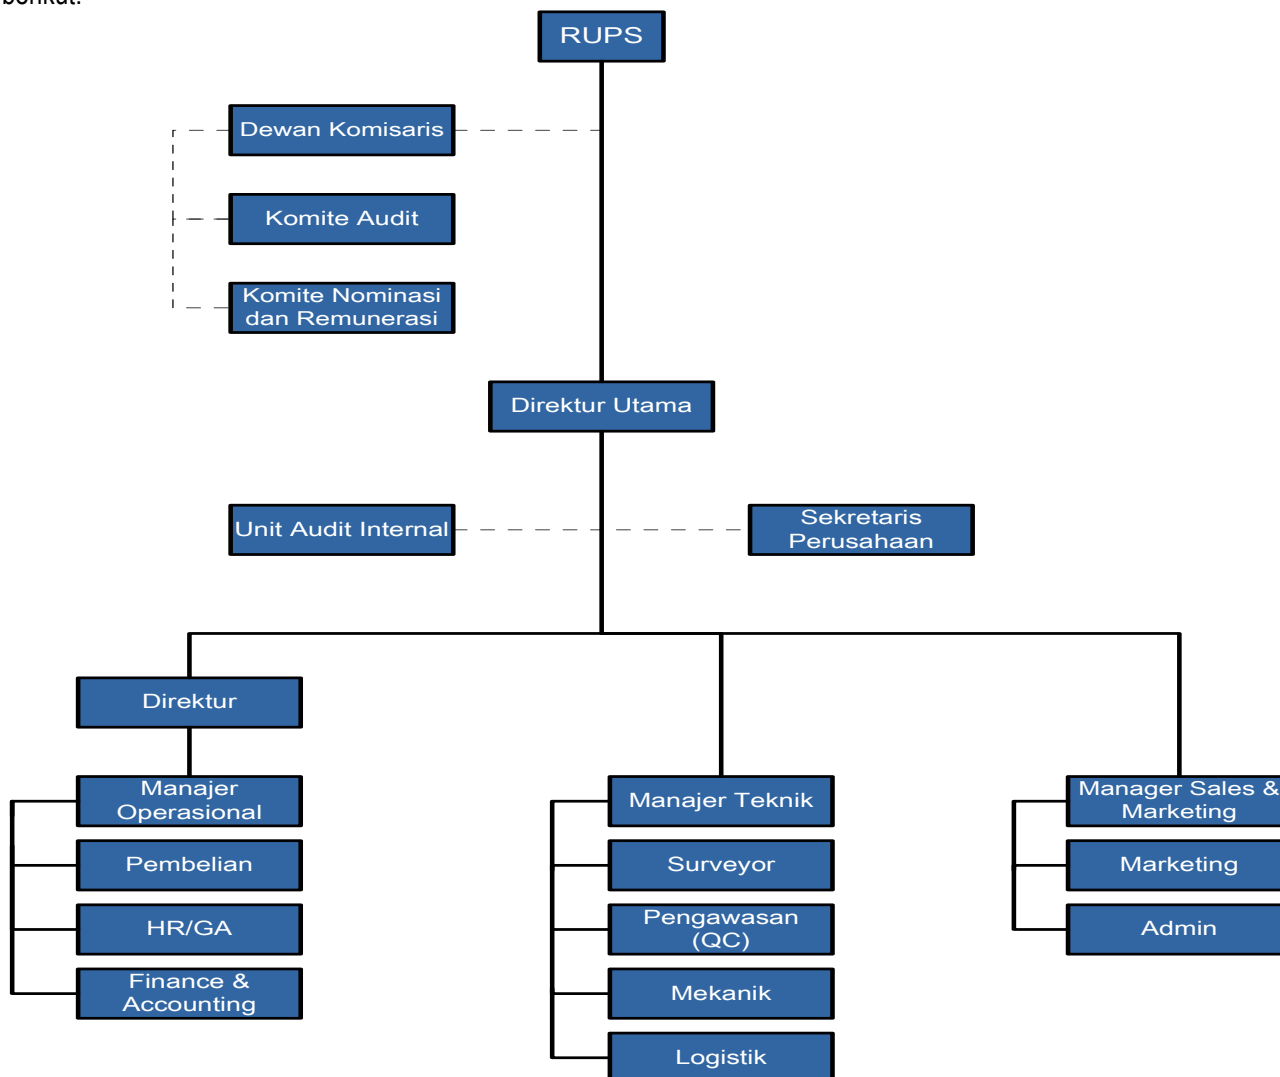 berikut:
RUPS
Dewan Komisaris
Komite Audit
Komite Nominasi
dan Remunerasi
Direktur Utama
Unit Audit Internal
Sekretaris
Perusahaan
Direktur
Manajer
Operasional
Pembelian
HR/GA
Finance &
Accounting
Manajer Teknik
Surveyor
Pengawasan
(QC)
Mekanik
Logistik
Manager Sales &
Marketing
Marketing
Admin